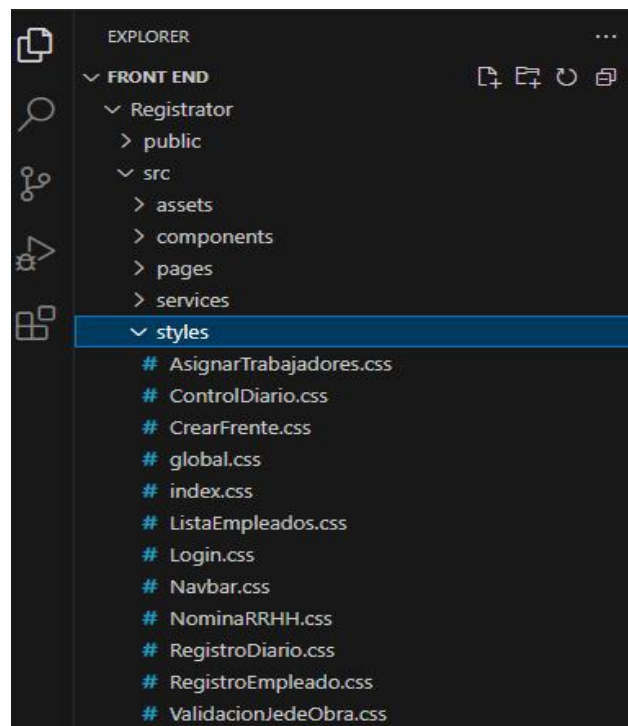 EXPLORER
FRONT END
Registrator
public
src
assets
components
pages
services
styles
# AsignarTrabajadores.css
# ControlDiario.css
# CrearFrente.css
# global.css
# index.css
# ListaEmpleados.css
# Login.css
# Navbar.css
# NominaRRHH.css
# RegistroDiario.css
# RegistroEmpleado.css
# ValidacionJedeObra.css